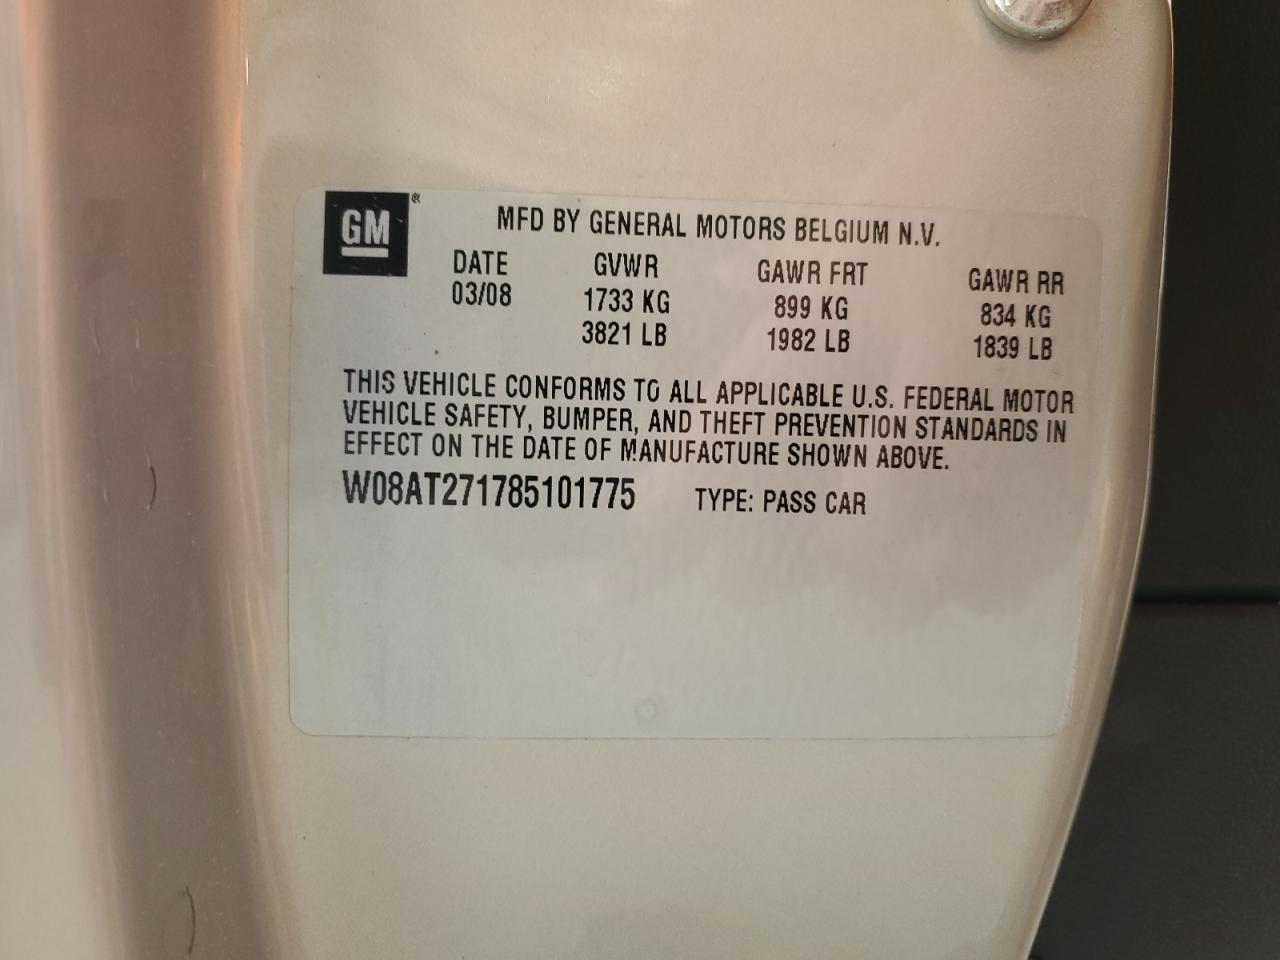 GM®
MFD BY GENERAL MOTORS BELGIUM N.V.
DATE GVWR GAWR FRT GAWR RR
03/08 1733 KG 899 KG 834 KG
3821 LB 1982 LB 1839 LB
THIS VEHICLE CONFORMS TO ALL APPLICABLE U.S. FEDERAL MOTOR
VEHICLE SAFETY, BUMPER, AND THEFT PREVENTION STANDARDS IN
EFFECT ON THE DATE OF MANUFACTURE SHOWN ABOVE.
W08AT271785101775 TYPE: PASS CAR